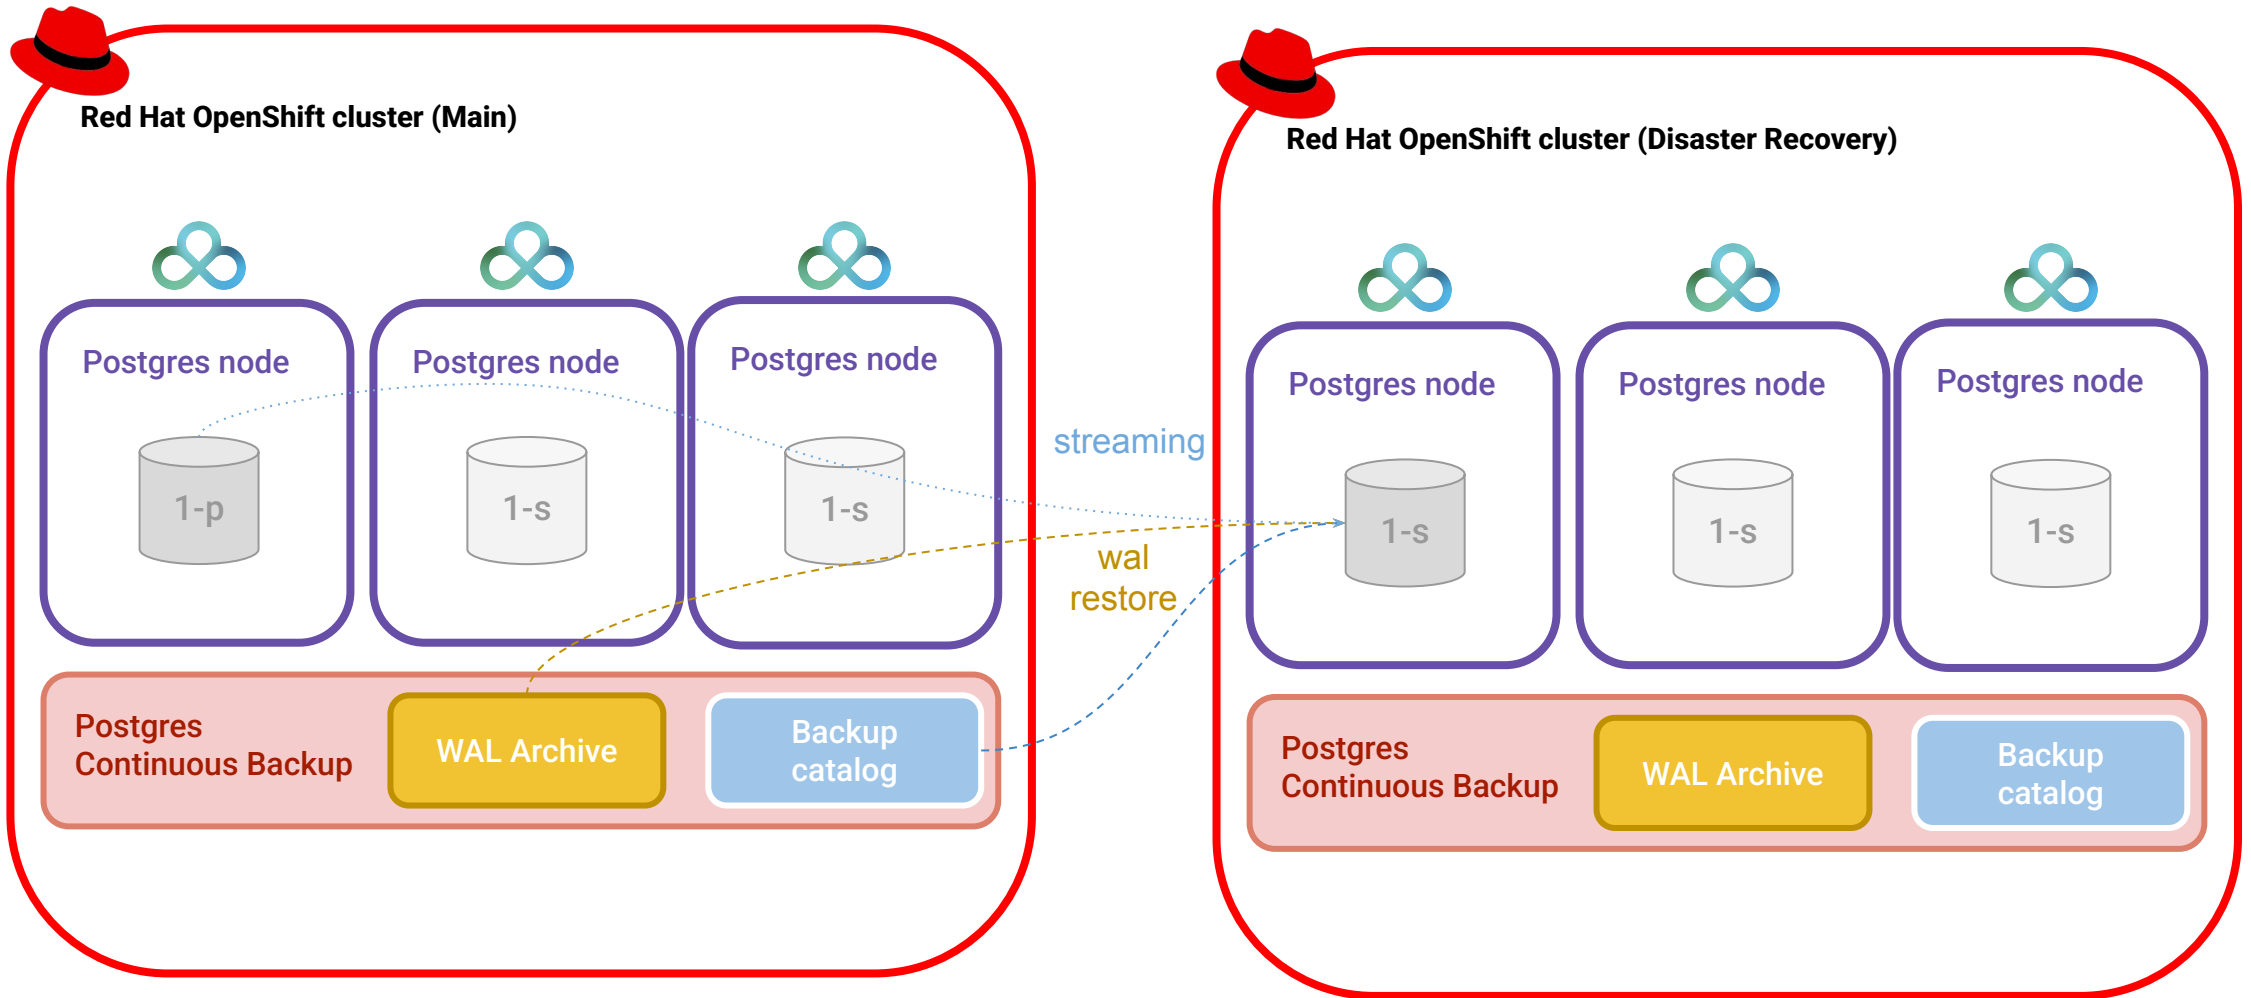 Red Hat OpenShift cluster (Main)
Postgres node
Postgres node
Postgres node
1-p
1-s
1-s
Postgres
Continuous Backup
WAL Archive
Backup
catalog
streaming
wal
restore
Red Hat OpenShift cluster (Disaster Recovery)
Postgres node
Postgres node
Postgres node
1-s
1-s
1-s
Postgres
Continuous Backup
WAL Archive
Backup
catalog